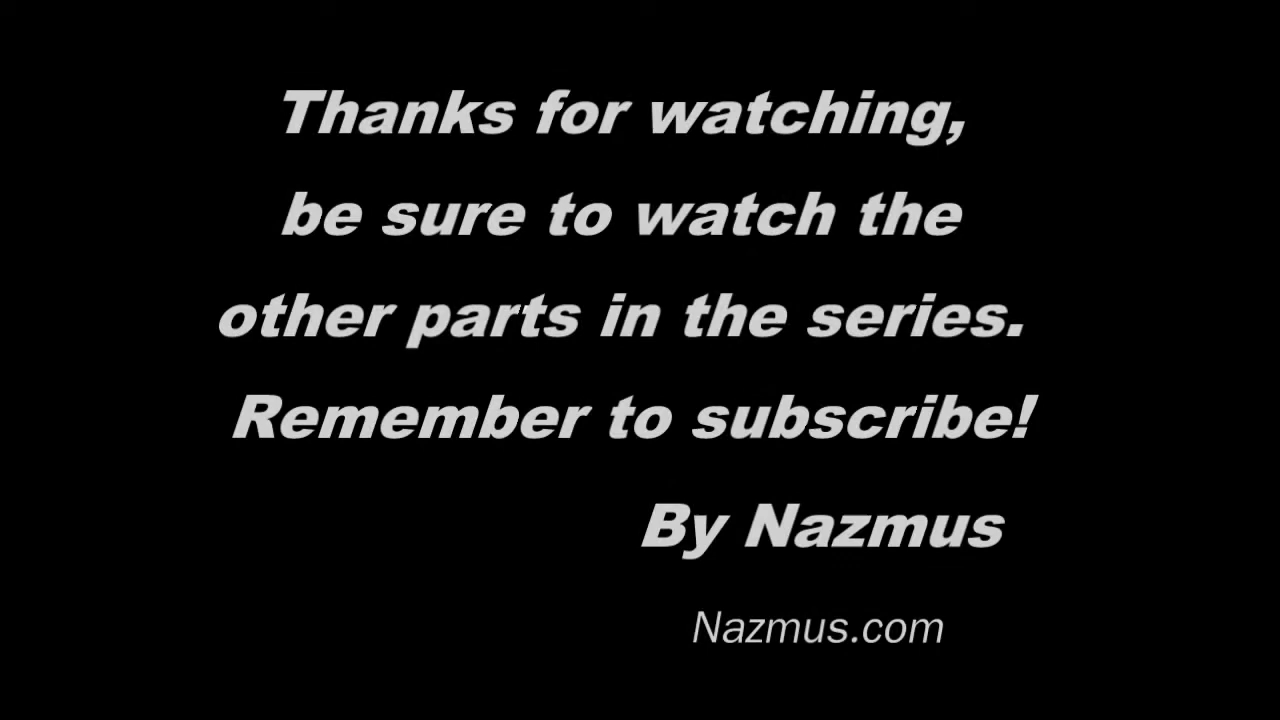 Thanks for watching,
be sure to watch the
other parts in the series.
Remember to subscribe!
By Nazmus
Nazmus.com